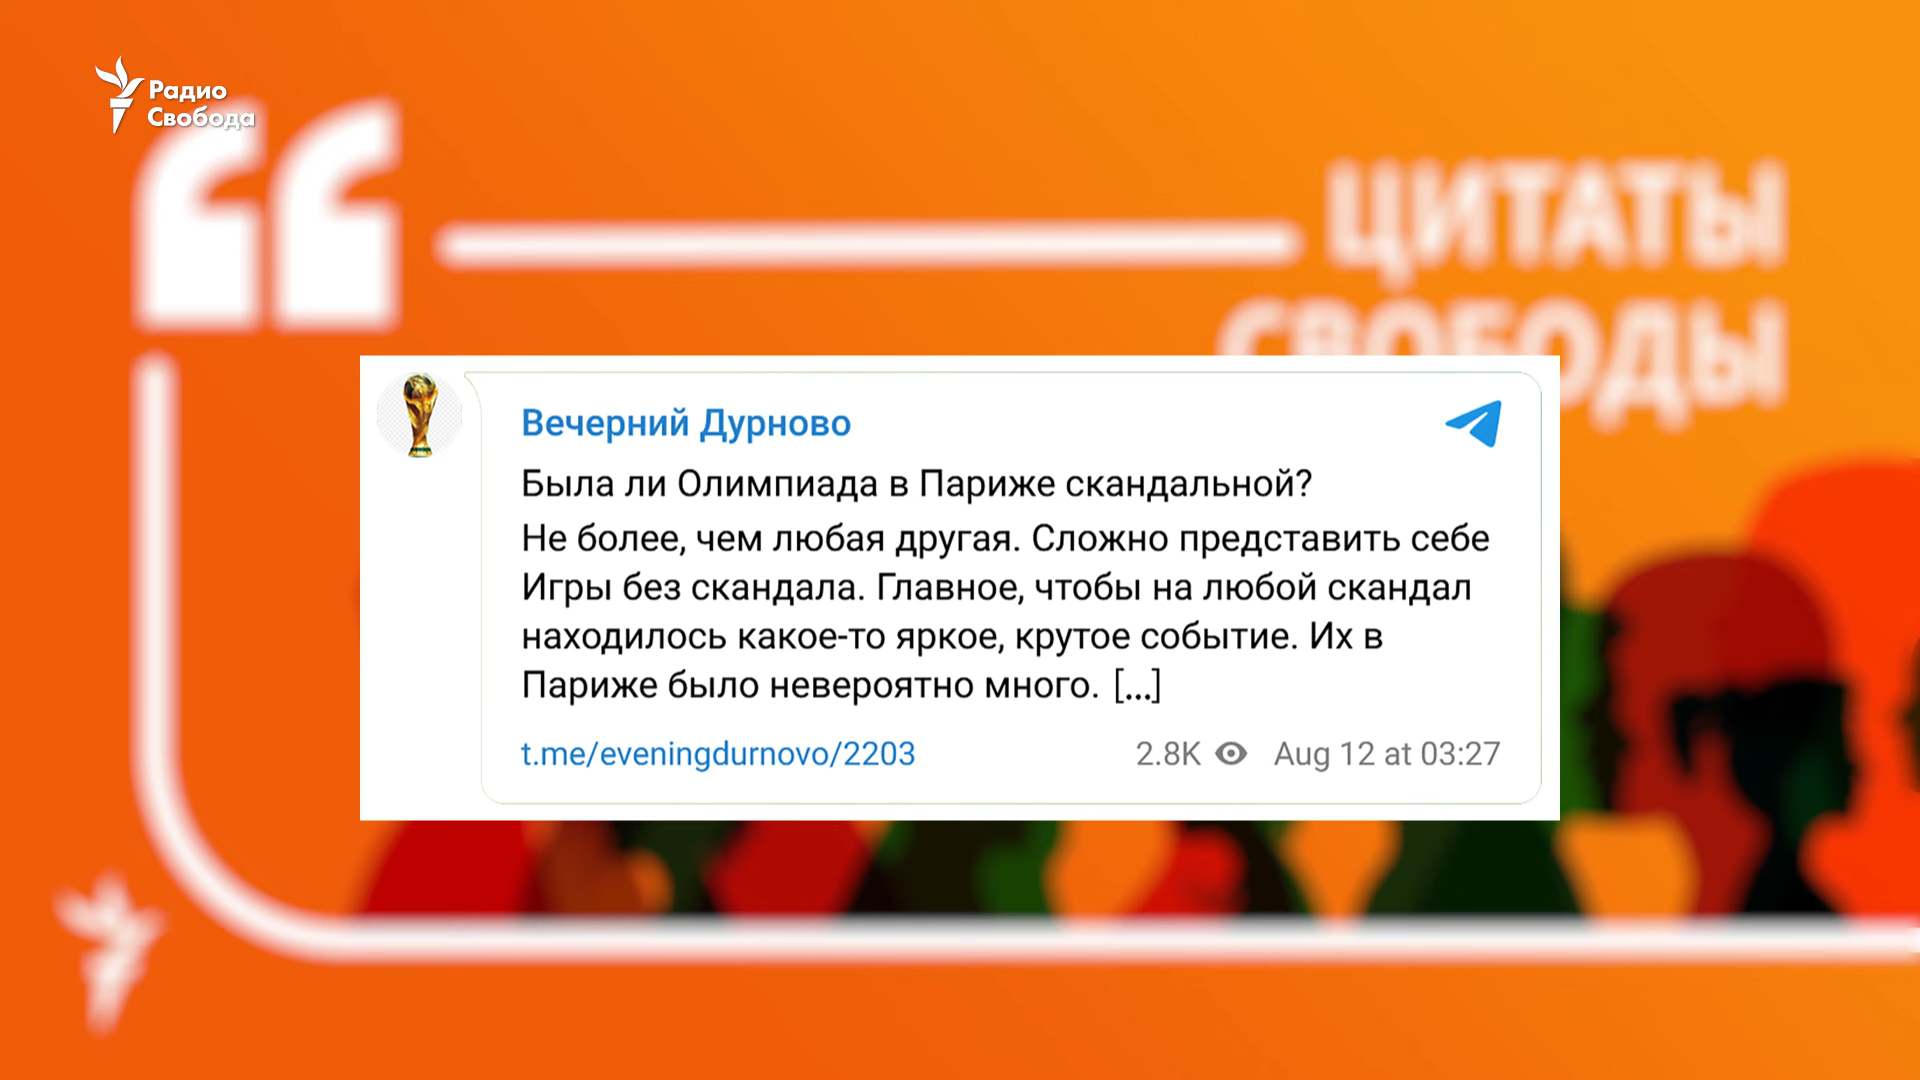 Радио
Свобода
ЦИТАТЫ
СВОБОДЫ
Вечерний Дурново
Была ли Олимпиада в Париже скандальной?
Не более, чем любая другая. Сложно представить себе
Игры без скандала. Главное, чтобы на любой скандал
находилось какое-то яркое, крутое событие. Их в
Париже было невероятно много. [...]
t.me/eveningdurnovo/2203
2.8K Aug 12 at 03:27